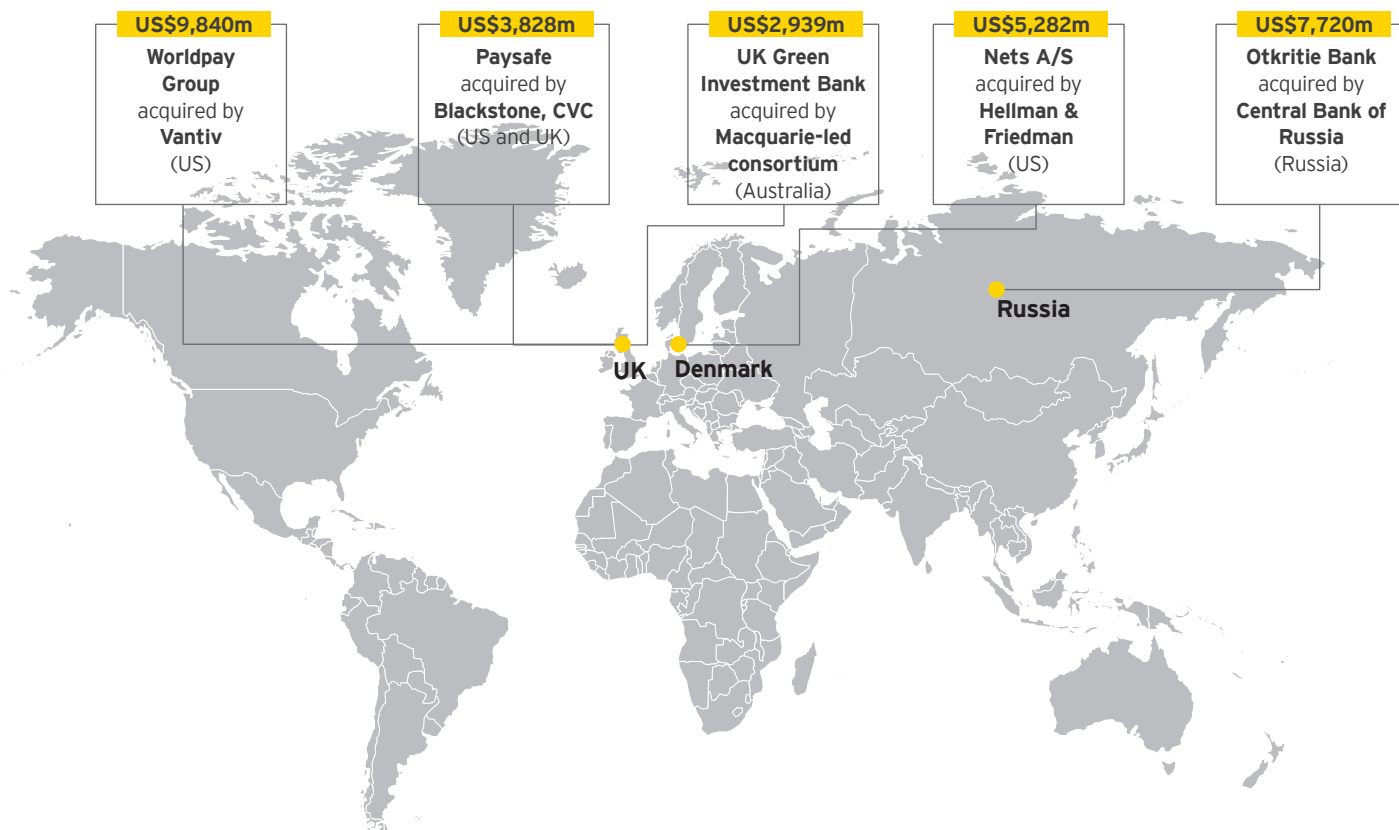 US$9,840m
Worldpay
Group
acquired by
Vantiv
(US)
US$3,828m
Paysafe
acquired by
Blackstone, CVC
(US and UK)
US$2,939m
UK Green
Investment Bank
acquired by
Macquarie-led
consortium
(Australia)
US$5,282m
Nets A/S
acquired by
Hellman &
Friedman
(US)
US$7,720m
Otkritie Bank
acquired by
Central Bank of
Russia
(Russia)
Russia
UK
Denmark